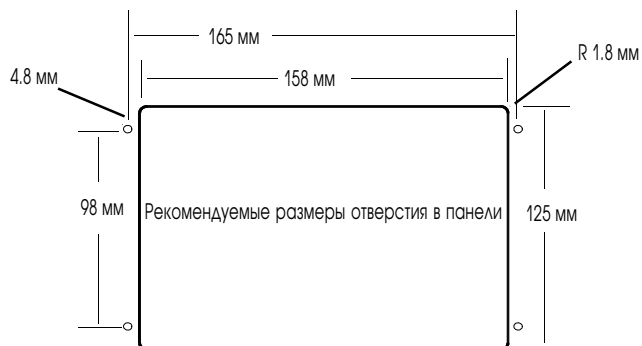 165 мм
R 1.8 мм
4.8 мм
158 мм
98 мм
Рекомендуемые размеры отверстия в панели
125 мм